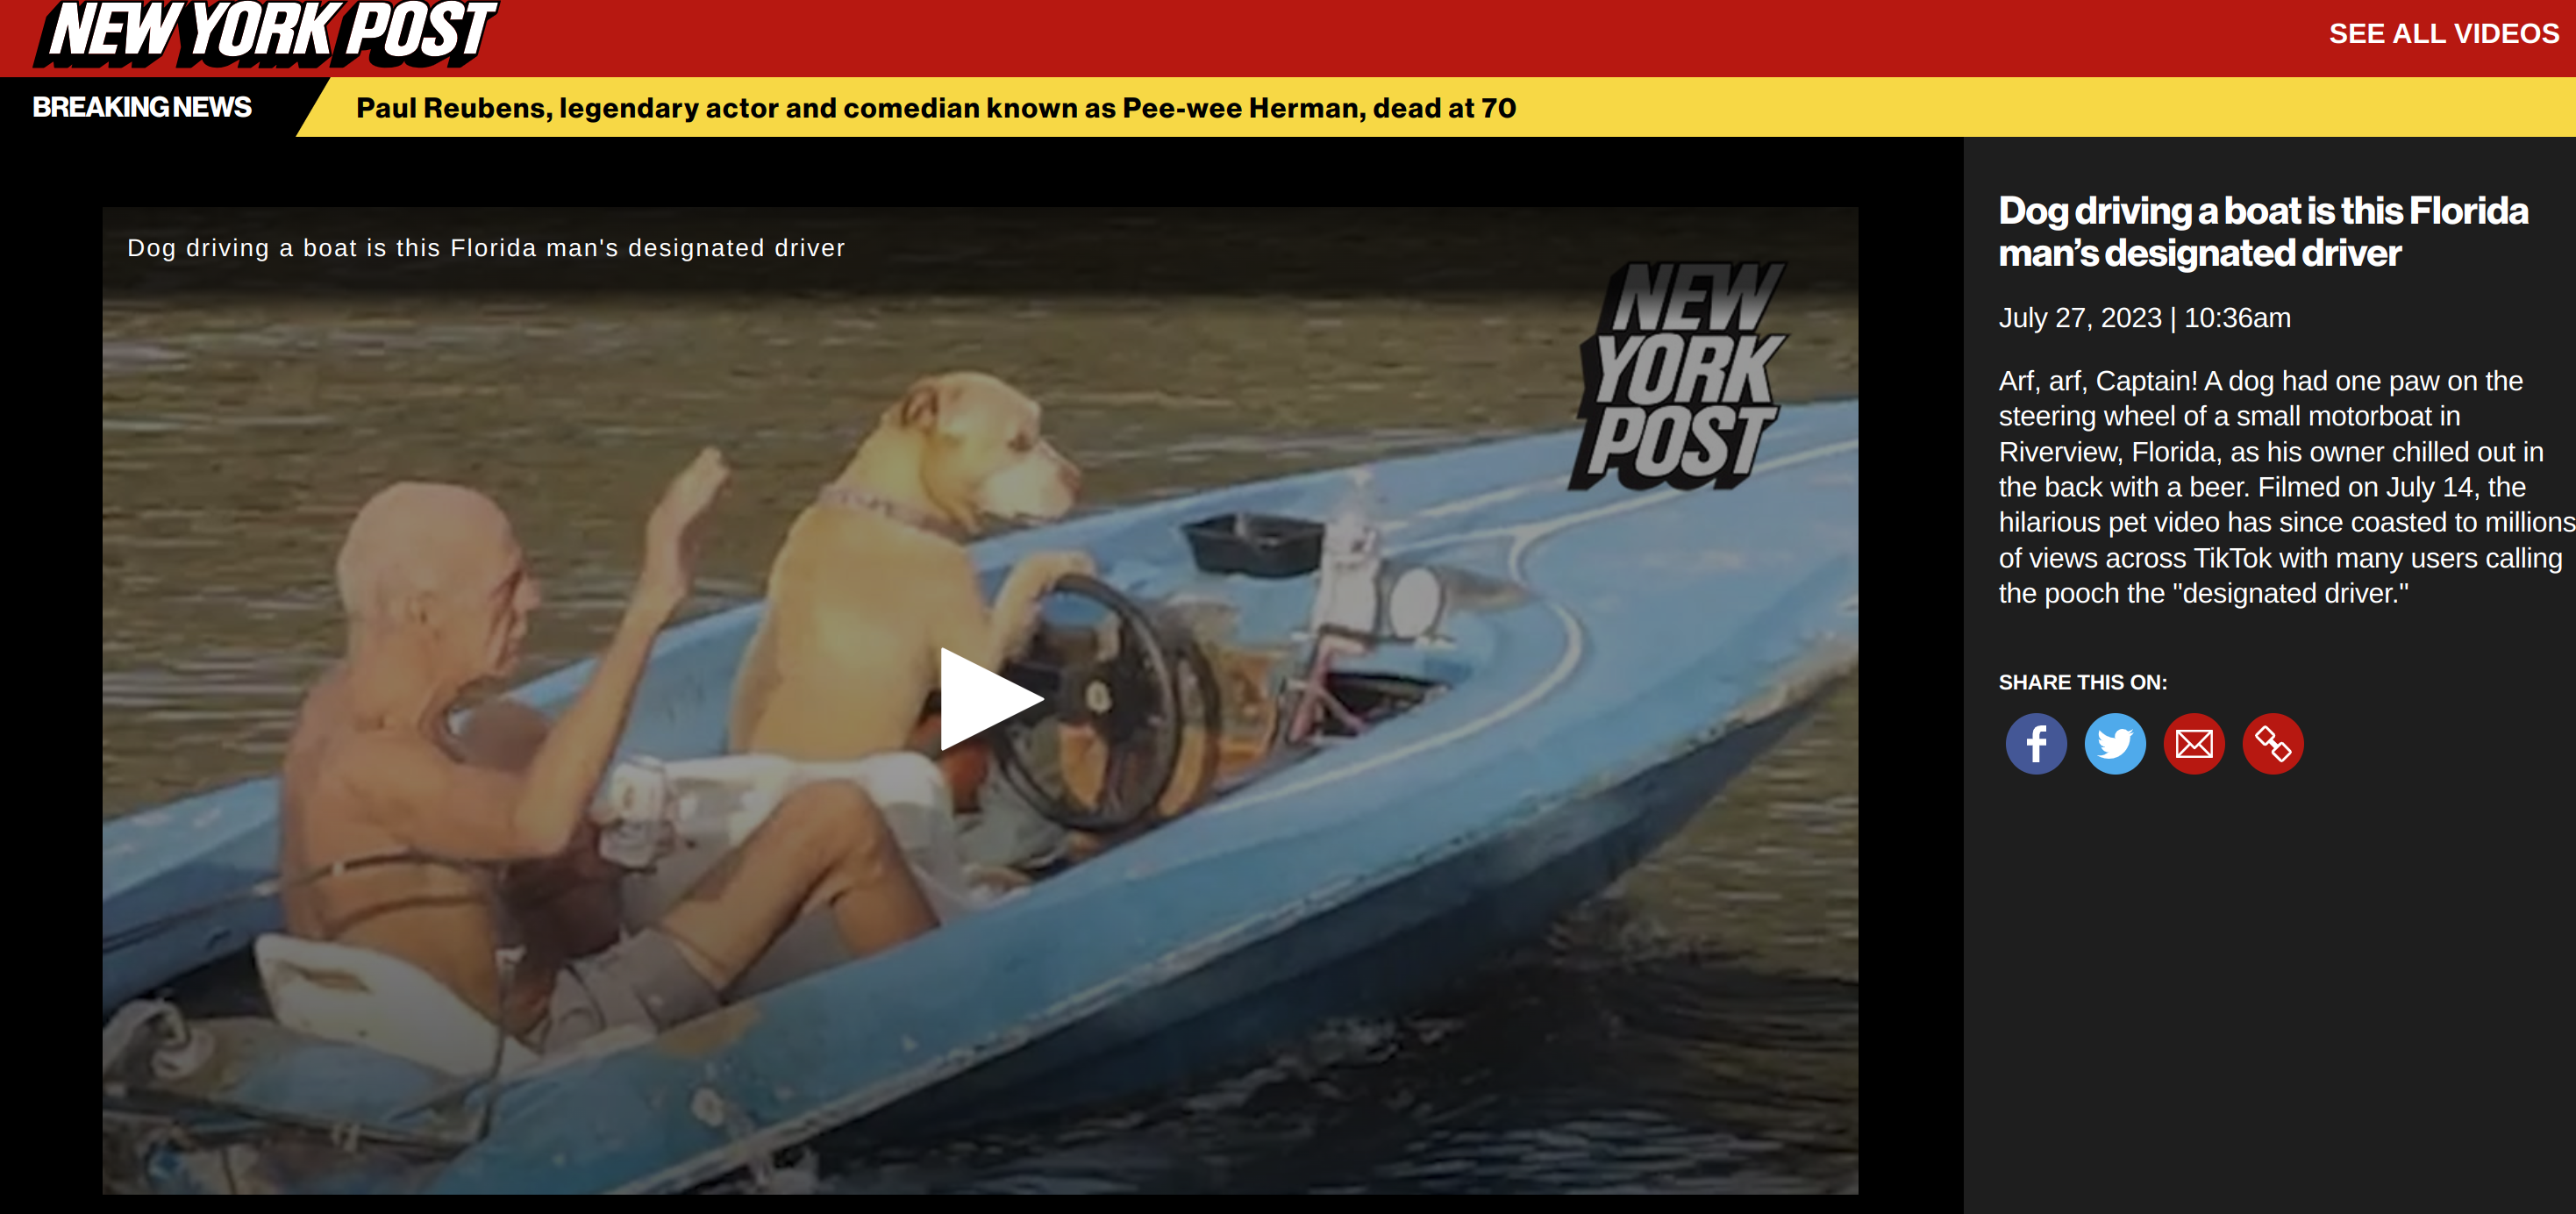 NEW YORK POST
SEE ALL VIDEOS
BREAKING NEWS
Paul Reubens, legendary actor and comedian known as Pee-wee Herman, dead at 70
Dog driving a boat is this Florida man's designated driver
NEW
YORK
POST
Dog driving a boat is this Florida
man’s designated driver
July 27, 2023 | 10:36am
Arf, arf, Captain! A dog had one paw on the
steering wheel of a small motorboat in
Riverview, Florida, as his owner chilled out in
the back with a beer. Filmed on July 14, the
hilarious pet video has since coasted to millions
of views across TikTok with many users calling
the pooch the "designated driver."
SHARE THIS ON: